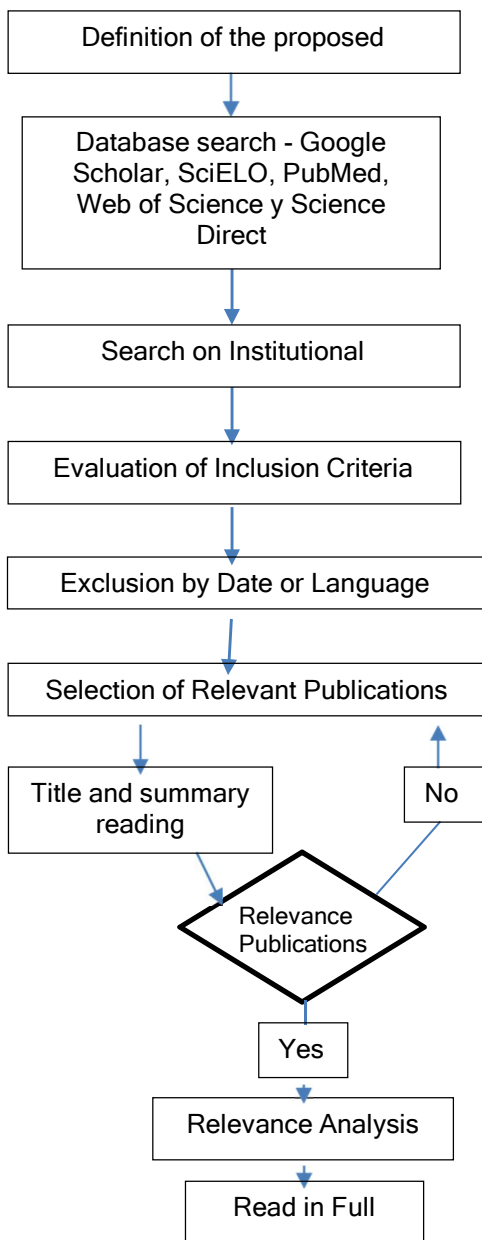 Definition of the proposed
Database search - Google
Scholar, SciELO, PubMed,
Web of Science y Science
Direct
Search on Institutional
Evaluation of Inclusion Criteria
Exclusion by Date or Language
Selection of Relevant Publications
Title and summary
reading
No
Relevance
Publications
Yes
Relevance Analysis
Read in Full